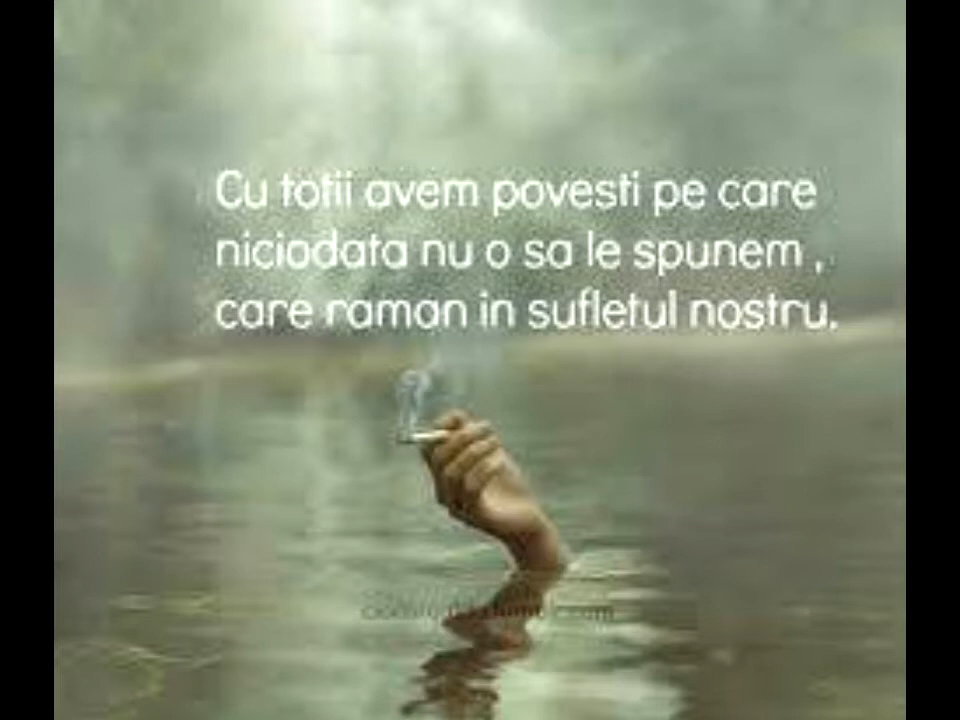 Cu totii avem povesti pe care
niciodata nu o sa le spunem ,
care raman in sufletul nostru.